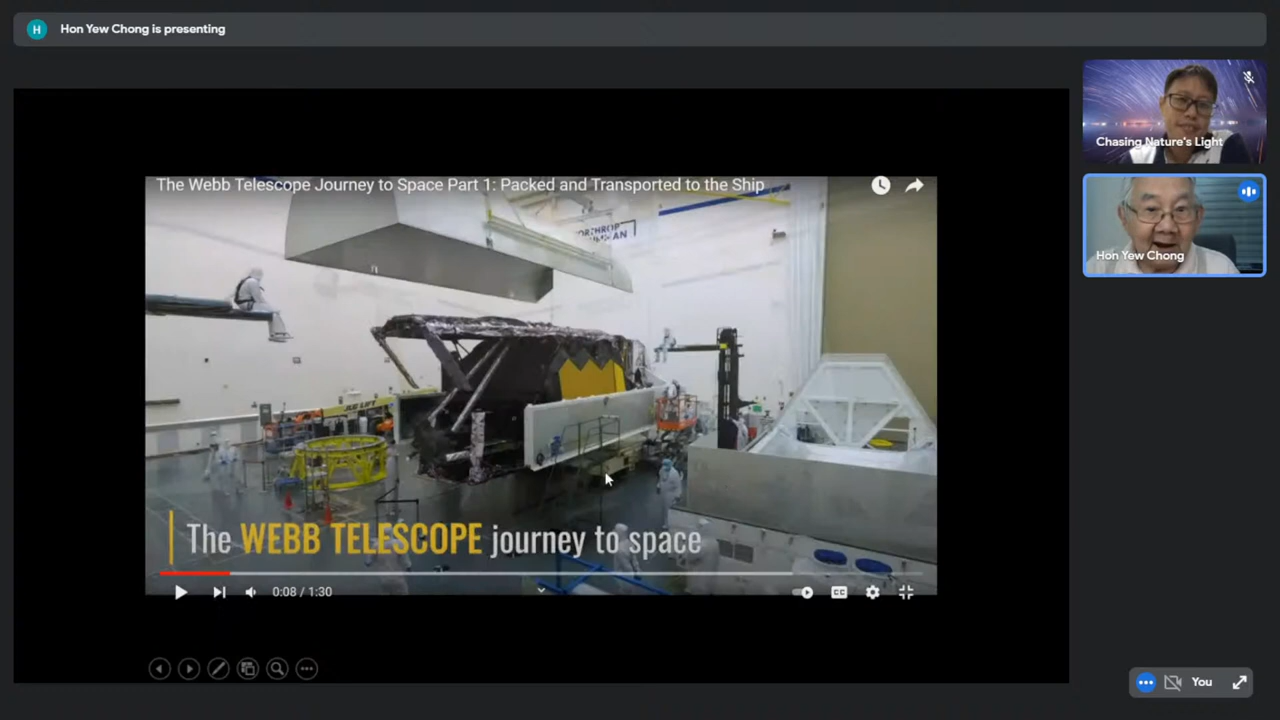 H
Hon Yew Chong is presenting
Chasing Nature's Light
Hon Yew Chong
The Webb Telescope Journey to Space Part 1: Packed and Transported to the Ship
The WEBB TELESCOPE journey to space
0:08 / 1:30
CC
You